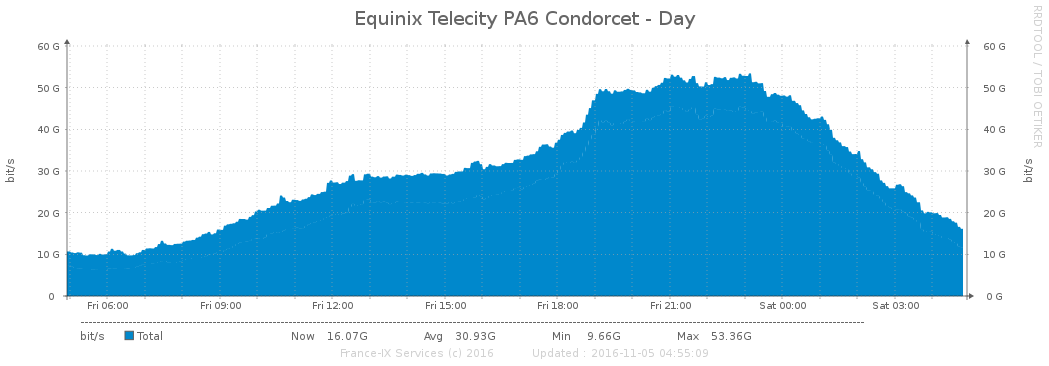 Equinix Telecity PA6 Condorcet - Day
RRDTOOL / TOBI OETIKER
60 G 60 G
50 G 50 G
40 G 40 G
30 G 30 G
20 G 20 G
10 G 10 G
0 0 G
bit/s bit/s
Fri 06:00 Fri 09:00 Fri 12:00 Fri 15:00 Fri 18:00 Fri 21:00 Sat 00:00 Sat 03:00
bit/s Total Now 16.07G Avg 30.93G Min 9.66G Max 53.36G
France-IX Services (c) 2016 Updated : 2016-11-05 04:55:09